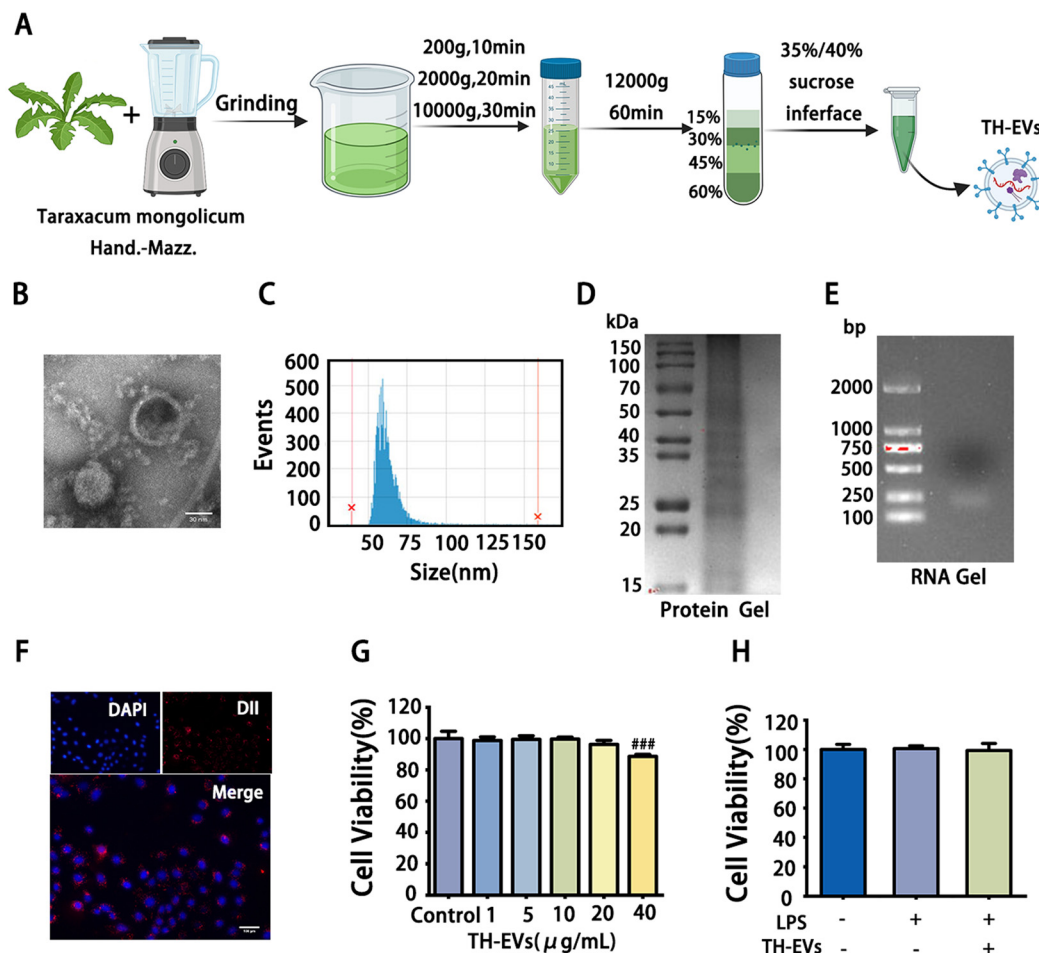 A
Taraxacum mongolicum
Hand.-Mazz.
Grinding
200g,10min
2000g,20min
10000g,30min
12000g
60min
15%
30%
45%
60%
35%/40%
sucrose
inferface
TH-EVs
B
30 nm
C
600
500
400
300
200
100
0
Events
50 75 100 125 150
Size(nm)
D
kDa
150
100
70
50
40
35
25
20
15
Protein Gel
E
bp
2000
1000
750
500
250
100
RNA Gel
F
DAPI
DII
Merge
G
Cell Viability(%)
120
100
80
60
40
20
0
###
Control 1 5 10 20 40
TH-EVs(μg/mL)
H
Cell Viability(%)
120
100
80
60
40
20
0
LPS - + +
TH-EVs - - +